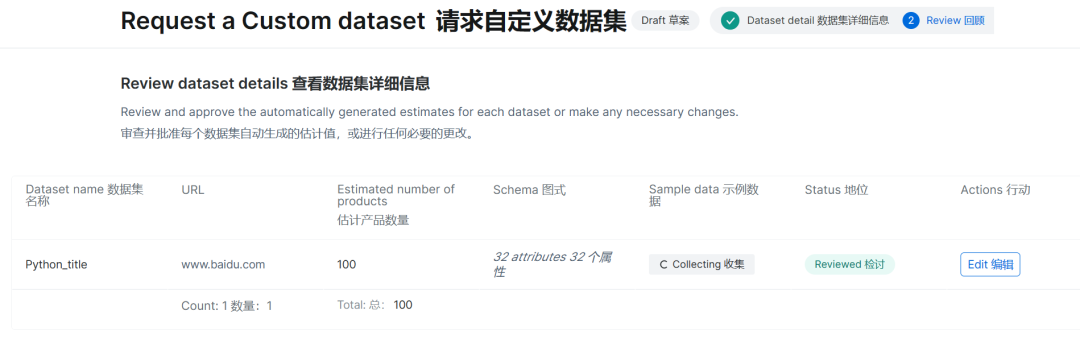 Request a Custom dataset 请求自定义数据集 Draft 草案 Dataset detail 数据集详细信息 2 Review 回顾
Review dataset details 查看数据集详细信息
Review and approve the automatically generated estimates for each dataset or make any necessary changes.
审查并批准每个数据集自动生成的估计值，或进行任何必要的更改。
Dataset name 数据集
名称
URL
Estimated number of
products
估计产品数量
Schema 图式
Sample data 示例数
据
Status 地位
Actions 行动
Python_title
www.baidu.com
100
32 attributes 32 个属
性
Collecting 收集
Reviewed 检讨
Edit 编辑
Count: 1 数量：1
Total: 总： 100